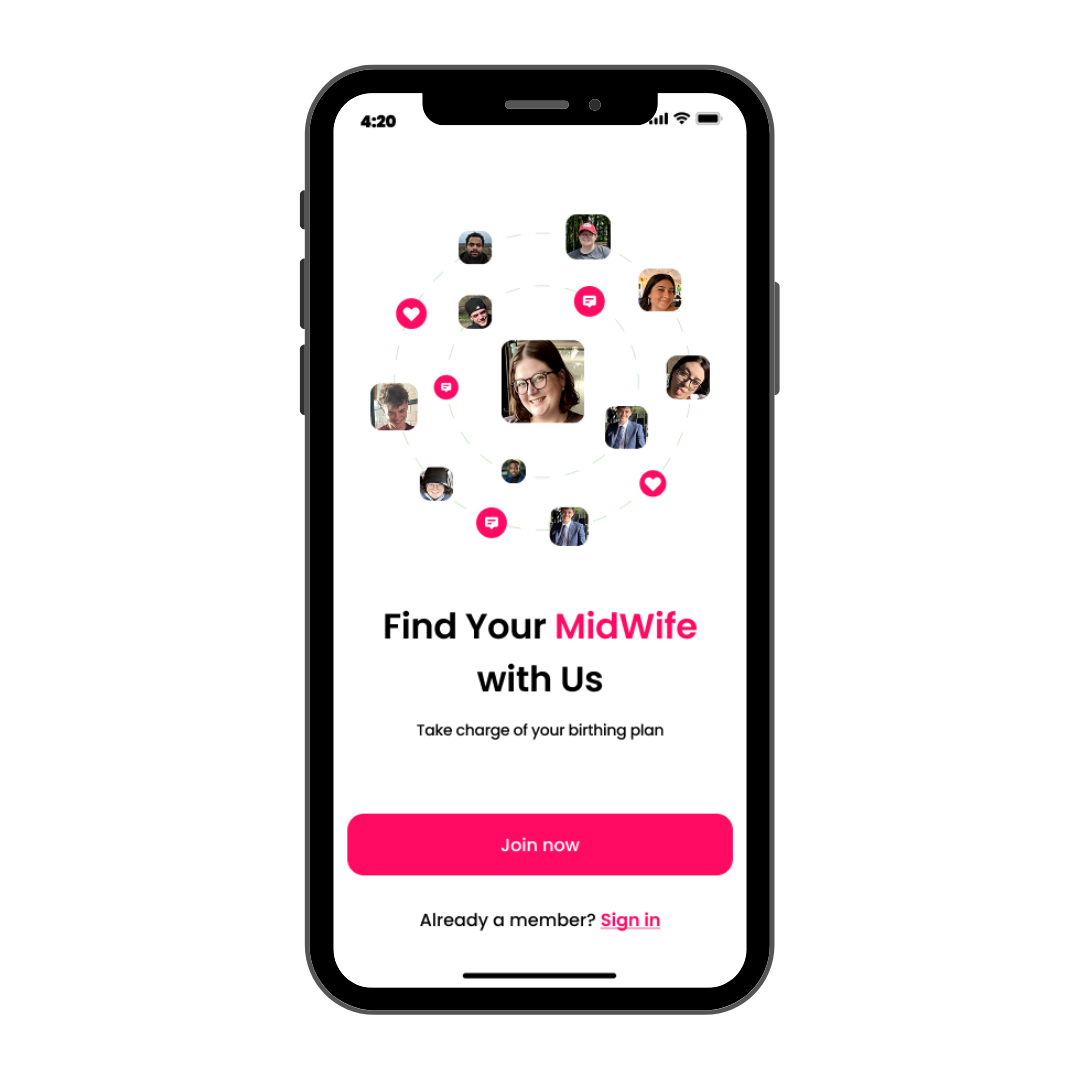 4:20
Find Your MidWife
with Us
Take charge of your birthing plan
Join now
Already a member? Sign in